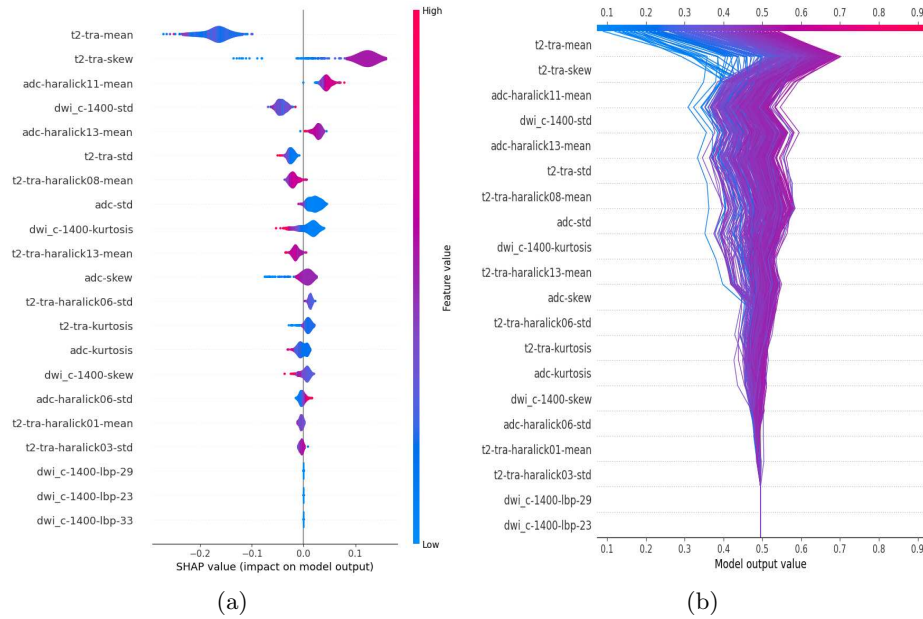 t2-tra-mean
t2-tra-skew
adc-haralick11-mean
dwi_c-1400-std
adc-haralick13-mean
t2-tra-std
t2-tra-haralick08-mean
adc-std
dwi_c-1400-kurtosis
t2-tra-haralick13-mean
adc-skew
t2-tra-haralick06-std
t2-tra-kurtosis
adc-kurtosis
dwi_c-1400-skew
adc-haralick06-std
t2-tra-haralick01-mean
t2-tra-haralick03-std
dwi_c-1400-lbp-29
dwi_c-1400-lbp-23
dwi_c-1400-lbp-33
−0.2 −0.1 0.0 0.1
SHAP value (impact on model output)
High
Feature value
Low
(a)
0.1 0.2 0.3 0.4 0.5 0.6 0.7 0.8 0.9
t2-tra-mean
t2-tra-skew
adc-haralick11-mean
dwi_c-1400-std
adc-haralick13-mean
t2-tra-std
t2-tra-haralick08-mean
adc-std
dwi_c-1400-kurtosis
t2-tra-haralick13-mean
adc-skew
t2-tra-haralick06-std
t2-tra-kurtosis
adc-kurtosis
dwi_c-1400-skew
adc-haralick06-std
t2-tra-haralick01-mean
t2-tra-haralick03-std
dwi_c-1400-lbp-29
dwi_c-1400-lbp-23
0.1 0.2 0.3 0.4 0.5 0.6 0.7 0.8 0.9
Model output value
(b)